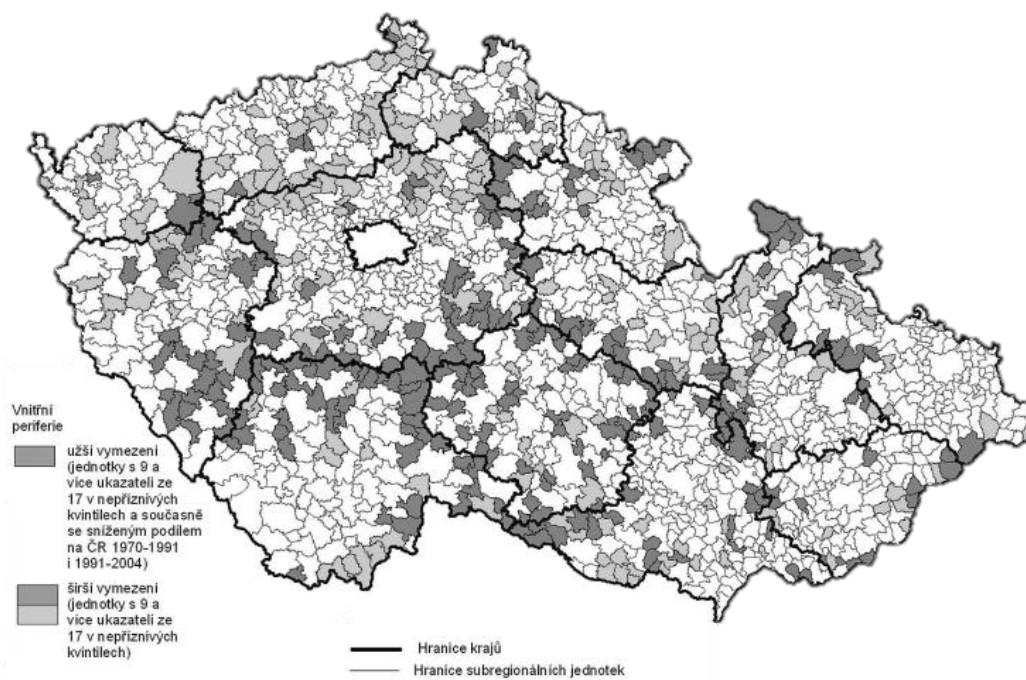 Vnitřní
periferie
užší vymezení
(jednotky s 9 a
více ukazateli ze
17 v nepříznivých
kvintilech a současně
se sníženým podílem
na ČR 1970-1991
i 1991-2004)
širší vymezení
(jednotky s 9 a
více ukazateli ze
17 v nepříznivých
kvintilech)
Hranice krajů
Hranice subregionálních jednotek